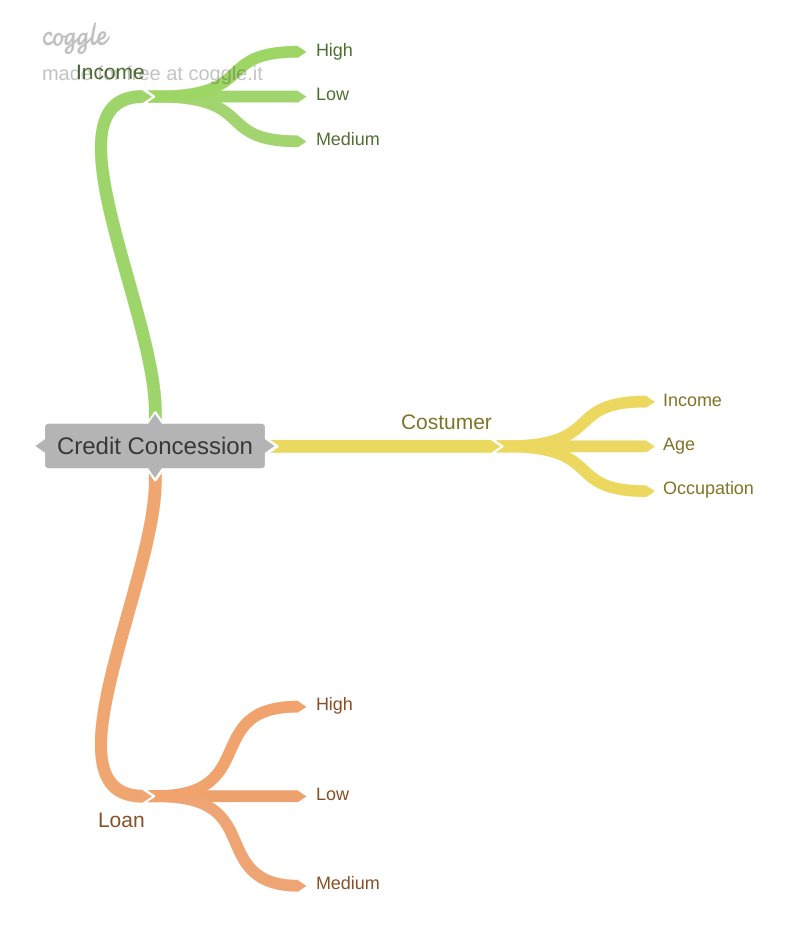 coggle
made for free at coggle.it
Income
High
Low
Medium
Credit Concession
Costumer
Income
Age
Occupation
Loan
High
Low
Medium